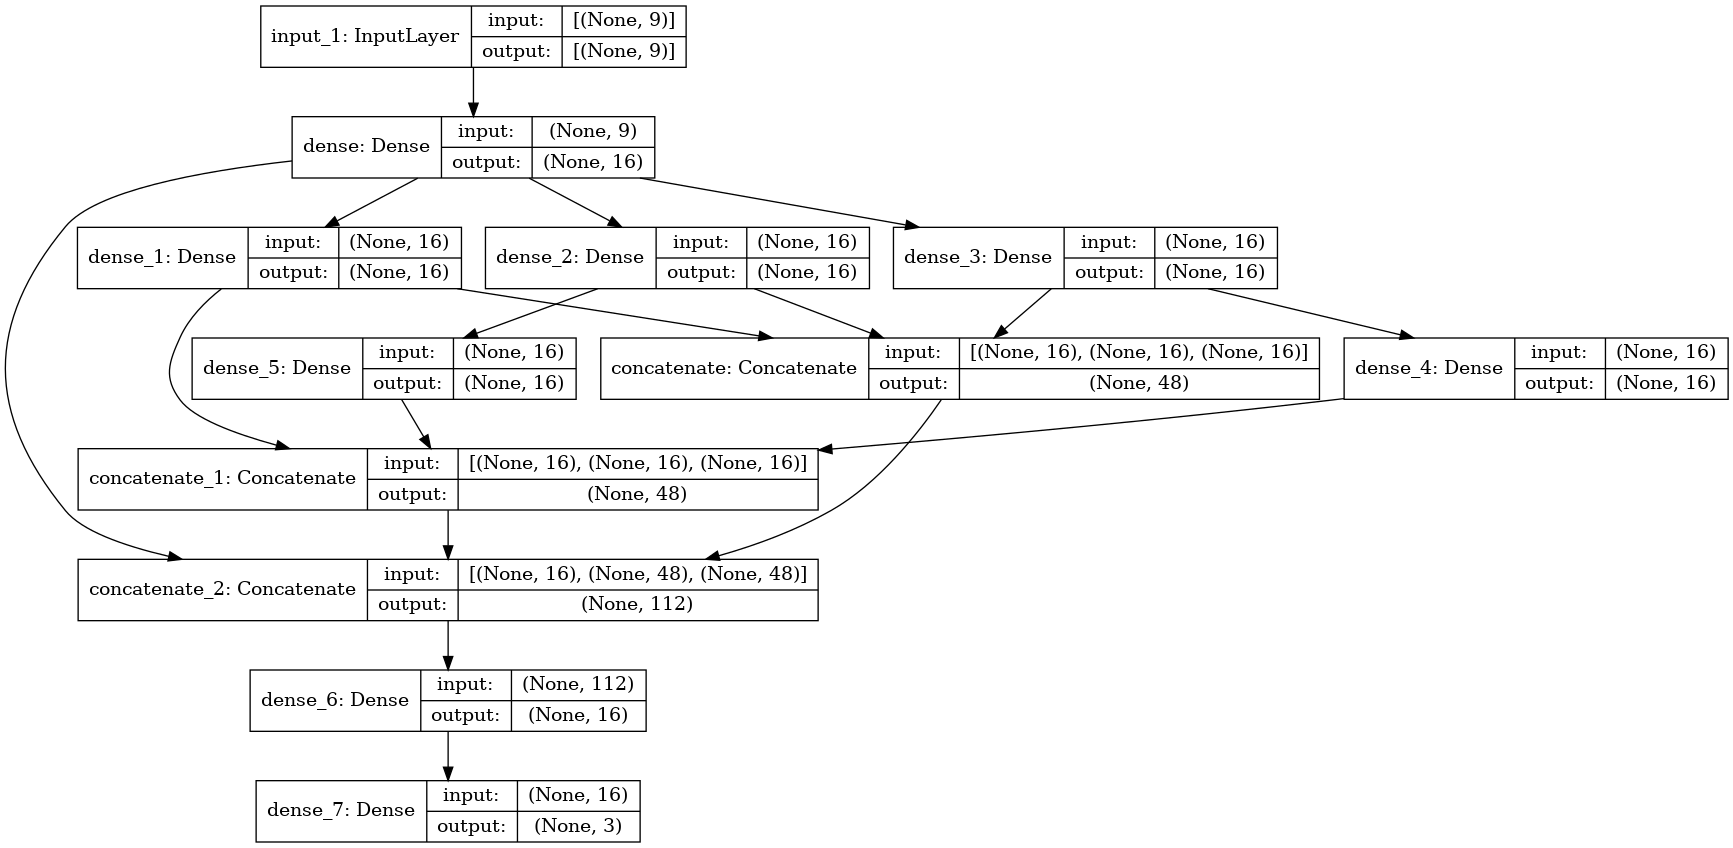 input_1: InputLayer
input:
[(None, 9)]
output:
[(None, 9)]
dense: Dense
input:
(None, 9)
output:
(None, 16)
dense_1: Dense
input:
(None, 16)
output:
(None, 16)
dense_2: Dense
input:
(None, 16)
output:
(None, 16)
dense_3: Dense
input:
(None, 16)
output:
(None, 16)
dense_5: Dense
input:
(None, 16)
output:
(None, 16)
concatenate: Concatenate
input:
[(None, 16), (None, 16), (None, 16)]
output:
(None, 48)
dense_4: Dense
input:
(None, 16)
output:
(None, 16)
concatenate_1: Concatenate
input:
[(None, 16), (None, 16), (None, 16)]
output:
(None, 48)
concatenate_2: Concatenate
input:
[(None, 16), (None, 48), (None, 48)]
output:
(None, 112)
dense_6: Dense
input:
(None, 112)
output:
(None, 16)
dense_7: Dense
input:
(None, 16)
output:
(None, 3)